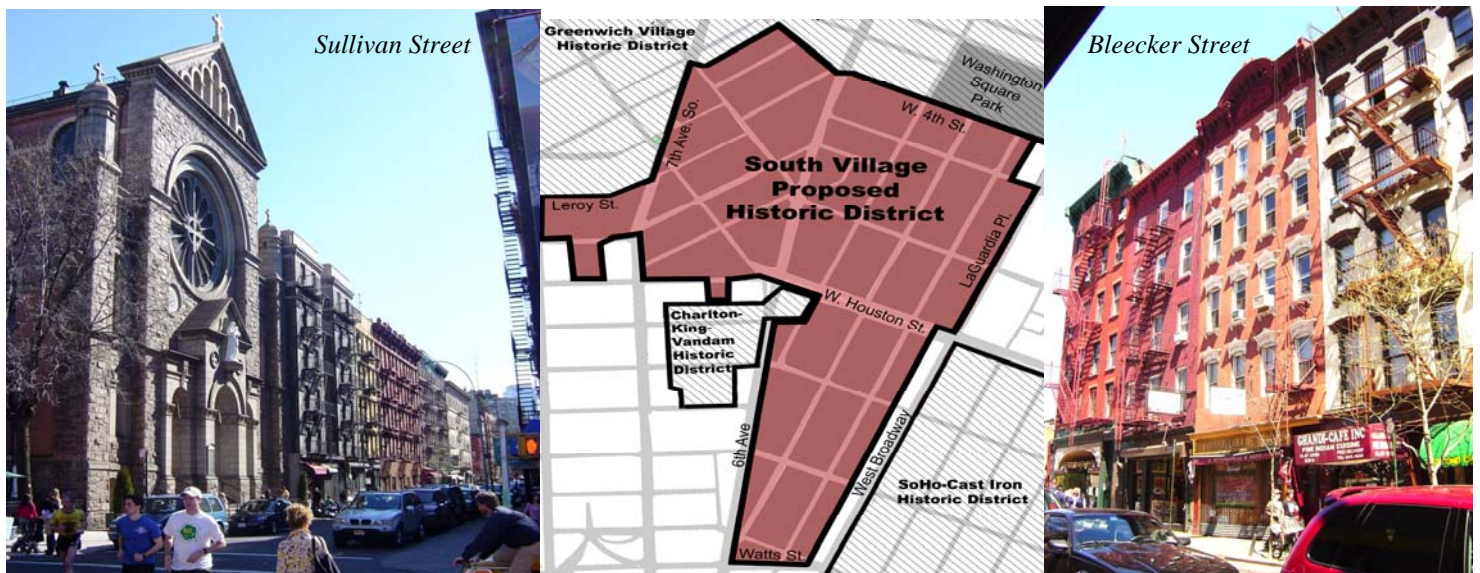 Sullivan Street
Greenwich Village
Historic District
Washington
Square
Park
7th Ave. So.
W. 4th St.
South Village
Proposed
Historic District
Leroy St.
LaGuardia Pl.
W. Houston St.
Charlton-
King-
Vandam
Historic
District
6th Ave
West Broadway
SoHo-Cast Iron
Historic District
Watts St.
Bleecker Street
GHANDI-CAFE INC
FINE INDIAN CUISINE